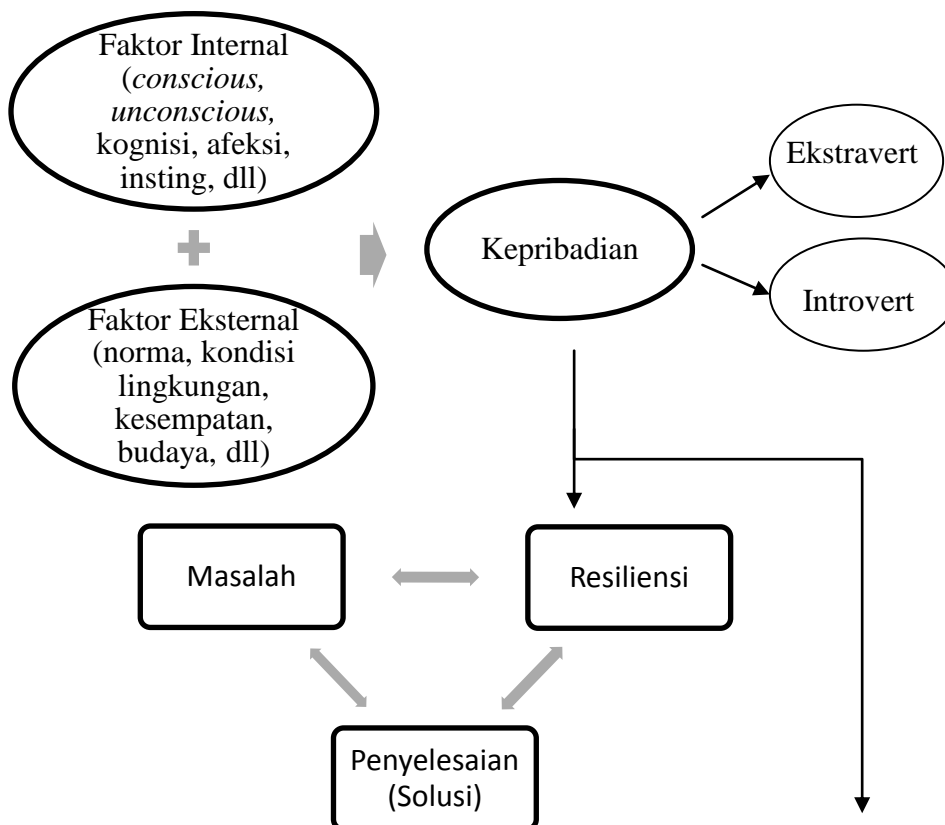 Faktor Internal
(conscious,
unconscious,
kognisi, afeksi,
insting, dll)
Faktor Eksternal
(norma, kondisi
lingkungan,
kesempatan,
budaya, dll)
Kepribadian
Ekstravert
Introvert
Masalah
Resiliensi
Penyelesaian
(Solusi)